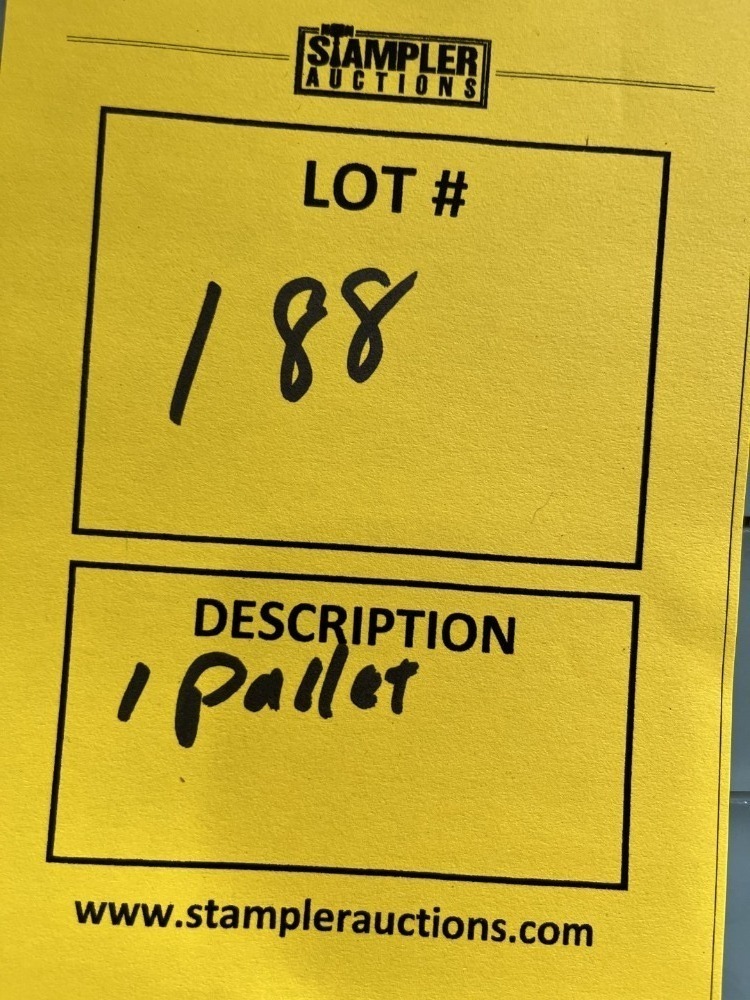 STAMPLER
AUCTIONS
LOT #
188
DESCRIPTION
1 pallet
www.stamplerauctions.com